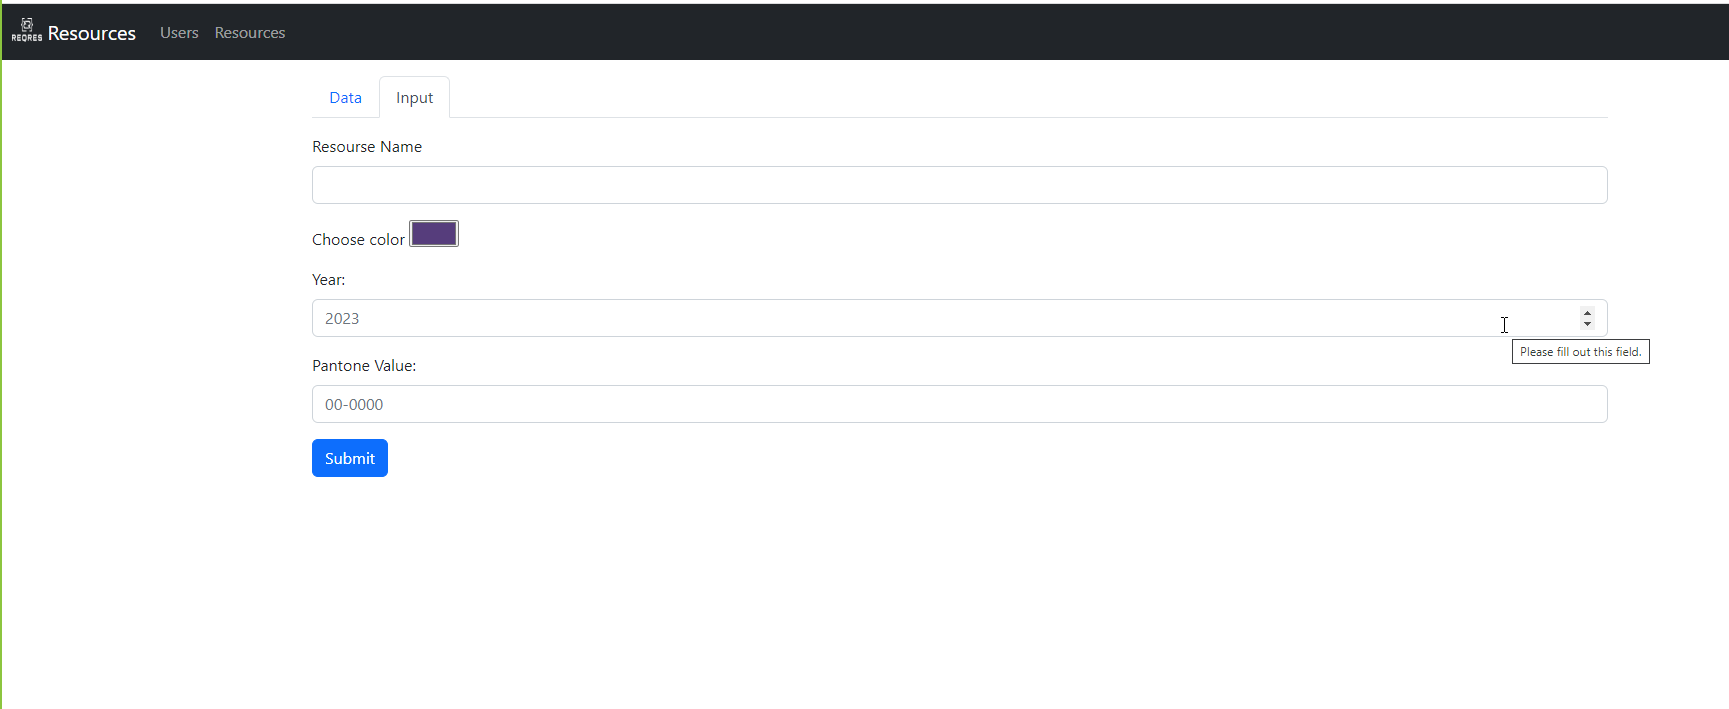 REQRES Resources Users Resources
Data Input
Resourse Name
Choose color
Year:
2023
Please fill out this field.
Pantone Value:
00-0000
Submit